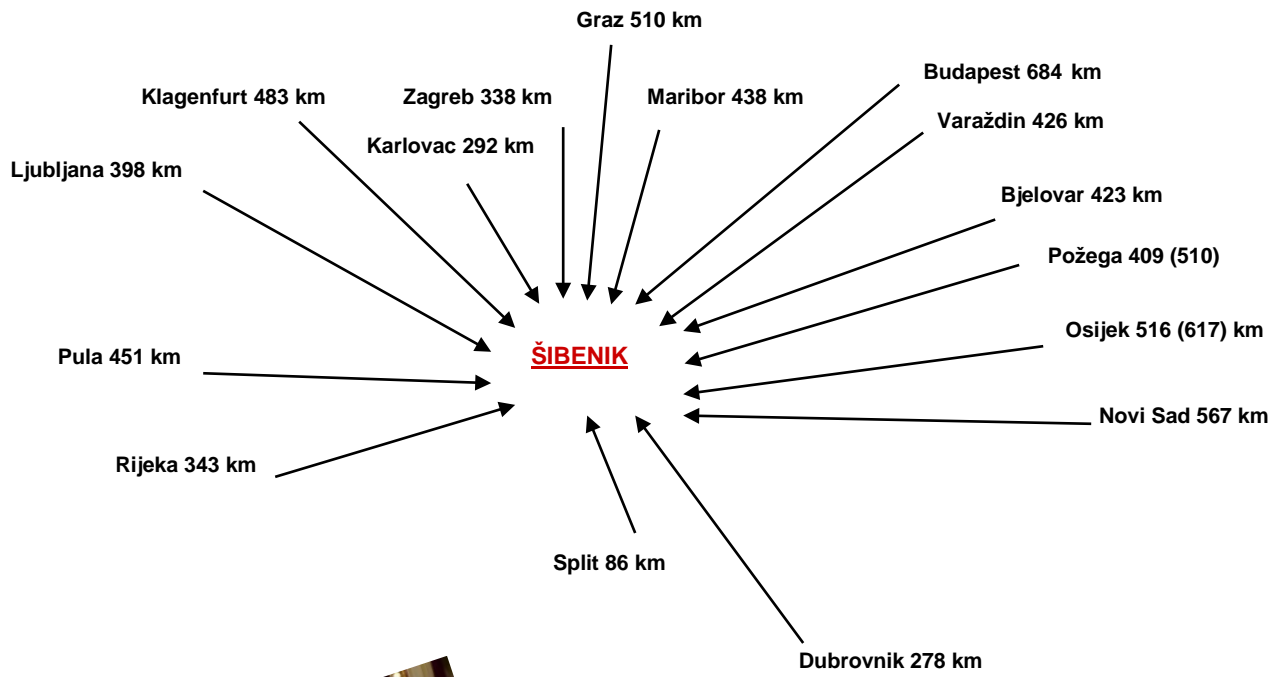 Graz 510 km
Budapest 684 km
Klagenfurt 483 km
Zagreb 338 km
Maribor 438 km
Varaždin 426 km
Karlovac 292 km
Ljubljana 398 km
Bjelovar 423 km
Požega 409 (510)
Osijek 516 (617) km
ŠIBENIK
Pula 451 km
Novi Sad 567 km
Rijeka 343 km
Split 86 km
Dubrovnik 278 km